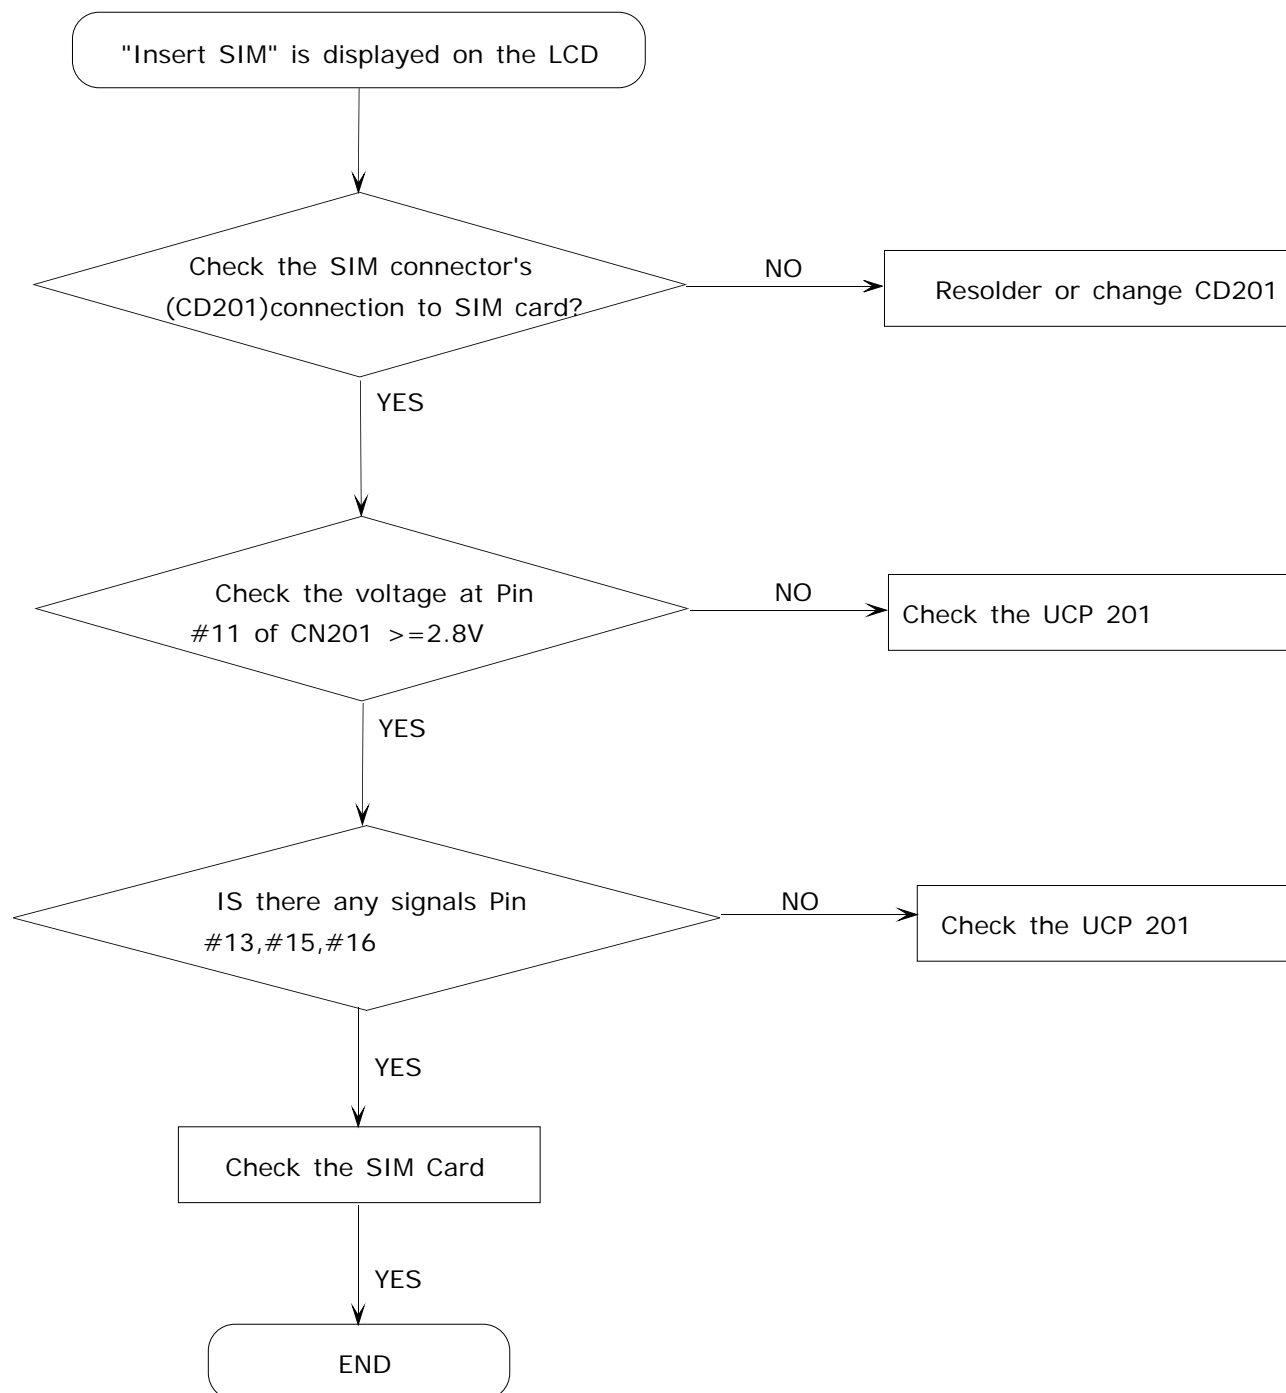 "Insert SIM" is displayed on the LCD
Check the SIM connector's
(CD201)connection to SIM card?
NO
Resolder or change CD201
YES
Check the voltage at Pin
#11 of CN201 >=2.8V
NO
Check the UCP 201
YES
IS there any signals Pin
#13,#15,#16
NO
Check the UCP 201
YES
Check the SIM Card
YES
END